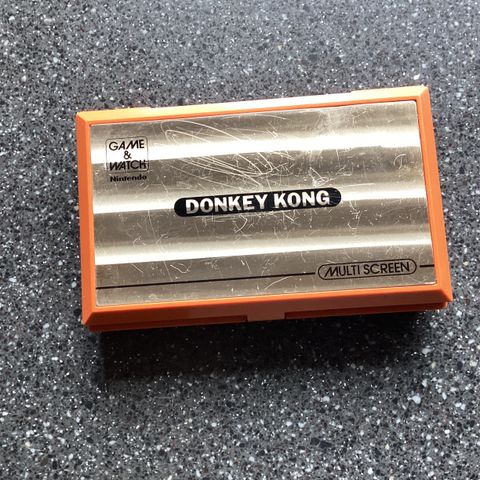 GAME
&
WATCH
Nintendo
DONKEY KONG
MULTI SCREEN